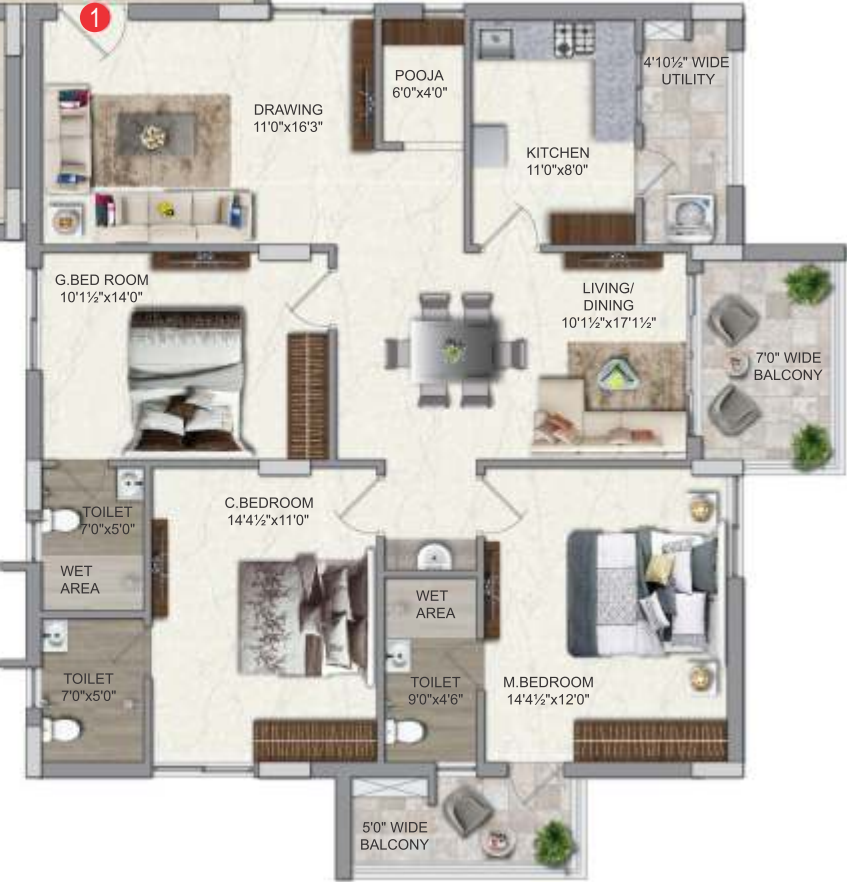 1
DRAWING
11'0"x16'3"
POOJA
6'0"x4'0"
KITCHEN
11'0"x8'0"
4'10½" WIDE
UTILITY
G.BED ROOM
10'1½"x14'0"
LIVING/
DINING
10'1½"x17'1½"
7'0" WIDE
BALCONY
TOILET
7'0"x5'0"
WET
AREA
C.BEDROOM
14'4½"x11'0"
WET
AREA
TOILET
7'0"x5'0"
TOILET
9'0"x4'6"
M.BEDROOM
14'4½"x12'0"
5'0" WIDE
BALCONY